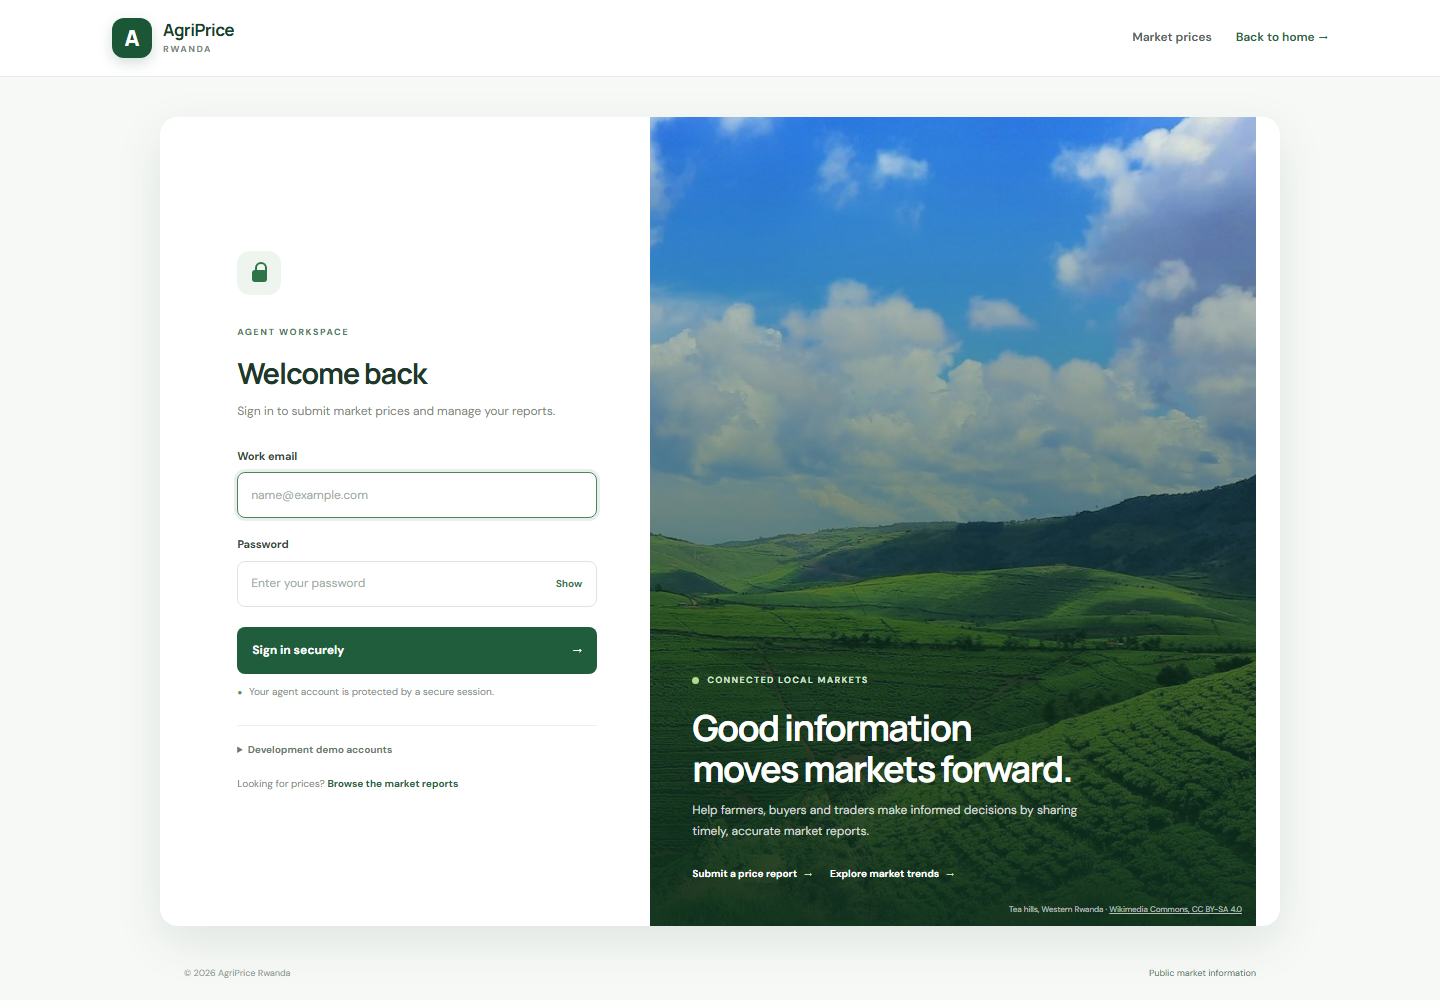 A
AgriPrice
RWANDA
Market prices
Back to home →
AGENT WORKSPACE
Welcome back
Sign in to submit market prices and manage your reports.
Work email
name@example.com
Password
Enter your password
Show
Sign in securely →
• Your agent account is protected by a secure session.
▶ Development demo accounts
Looking for prices? Browse the market reports
CONNECTED LOCAL MARKETS
Good information
moves markets forward.
Help farmers, buyers and traders make informed decisions by sharing
timely, accurate market reports.
Submit a price report → Explore market trends →
Tea hills, Western Rwanda · Wikimedia Commons, CC BY-SA 4.0
© 2026 AgriPrice Rwanda
Public market information